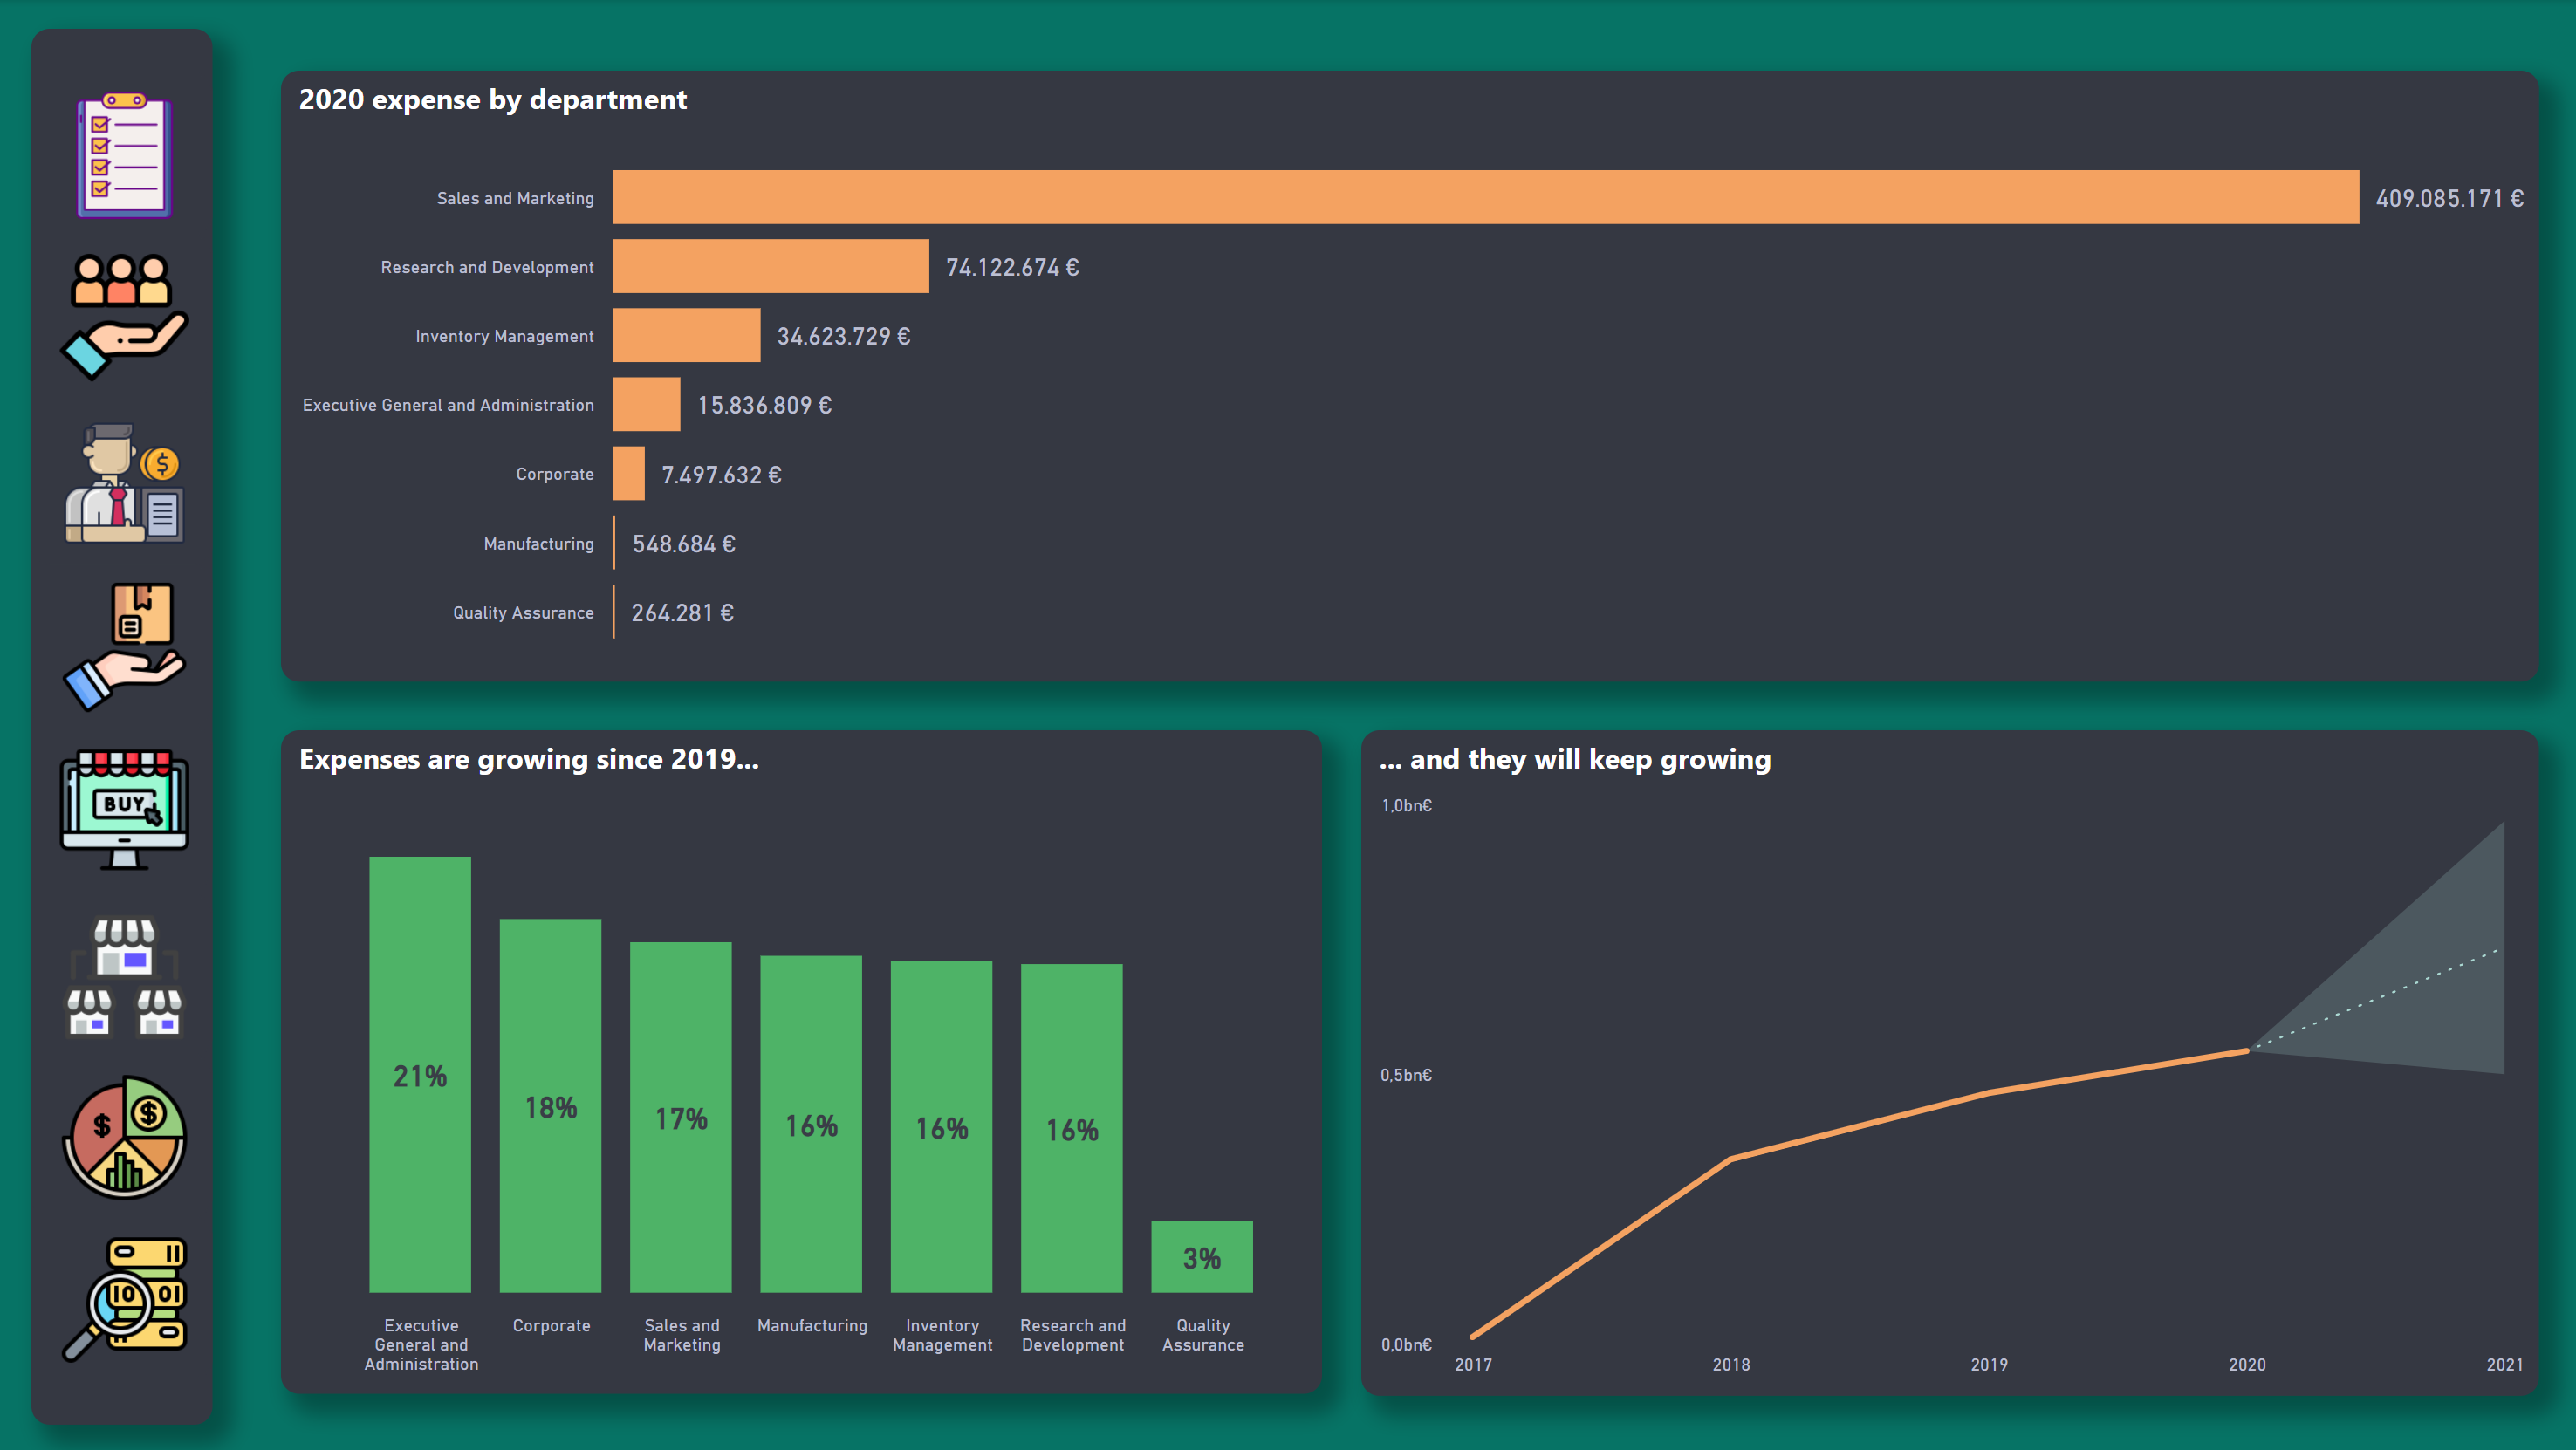 2020 expense by department
Sales and Marketing
409.085.171 €
Research and Development
74.122.674 €
Inventory Management
34.623.729 €
Executive General and Administration
15.836.809 €
Corporate
7.497.632 €
Manufacturing
548.684 €
Quality Assurance
264.281 €
BUY
$
$
$
10
01
Expenses are growing since 2019...
21%
18%
17%
16%
16%
16%
3%
Executive
General and
Administration
Corporate
Sales and
Marketing
Manufacturing
Inventory
Management
Research and
Development
Quality
Assurance
... and they will keep growing
1,0bn€
0,5bn€
0,0bn€
2017
2018
2019
2020
2021